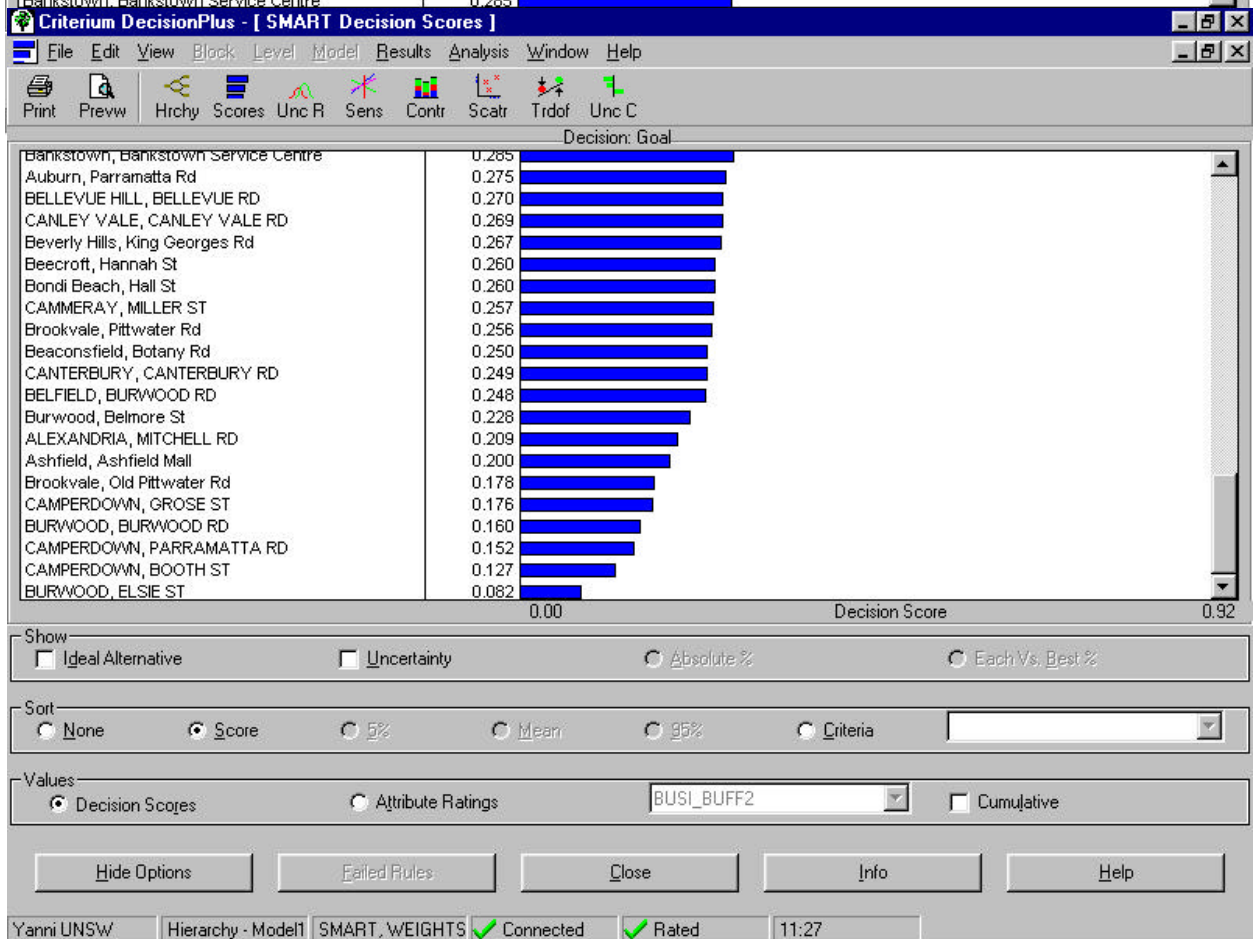 Bankstown, Bankstown Service Centre 0.285
Criterium DecisionPlus - [ SMART Decision Scores ]
File Edit View Block Level Model Results Analysis Window Help
Print Prevw Hrchy Scores Unc R Sens Contr Scatr Trdof Unc C
Decision: Goal
Bankstown, Bankstown Service Centre 0.285
Auburn, Parramatta Rd 0.275
BELLEVUE HILL, BELLEVUE RD 0.270
CANLEY VALE, CANLEY VALE RD 0.269
Beverly Hills, King Georges Rd 0.267
Beecroft, Hannah St 0.260
Bondi Beach, Hall St 0.260
CAMMERAY, MILLER ST 0.257
Brookvale, Pittwater Rd 0.256
Beaconsfield, Botany Rd 0.250
CANTERBURY, CANTERBURY RD 0.249
BELFIELD, BURWOOD RD 0.248
Burwood, Belmore St 0.228
ALEXANDRIA, MITCHELL RD 0.209
Ashfield, Ashfield Mall 0.200
Brookvale, Old Pittwater Rd 0.178
CAMPERDOWN, GROSE ST 0.176
BURWOOD, BURWOOD RD 0.160
CAMPERDOWN, PARRAMATTA RD 0.152
CAMPERDOWN, BOOTH ST 0.127
BURWOOD, ELSIE ST 0.082
0.00 Decision Score 0.92
Show
Ideal Alternative Uncertainty Absolute % Each Vs. Best %
Sort
None Score 5% Mean 95% Criteria
Values
Decision Scores Attribute Ratings BUSI_BUFF2 Cumulative
Hide Options Failed Rules Close Info Help
Yanni UNSW Hierarchy - Model1 SMART, WEIGHTS Connected Rated 11:27